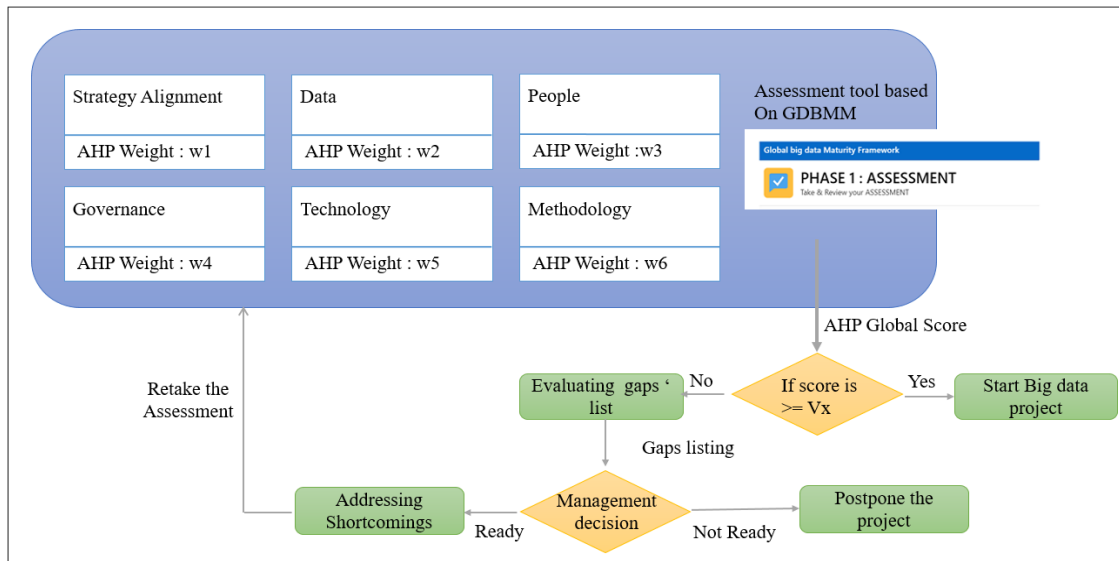 Strategy Alignment
AHP Weight : w1
Data
AHP Weight : w2
People
AHP Weight :w3
Governance
AHP Weight : w4
Technology
AHP Weight : w5
Methodology
AHP Weight : w6
Assessment tool based
On GDBMM
Global big data Maturity Framework
PHASE 1 : ASSESSMENT
Take & Review your ASSESSMENT
AHP Global Score
If score is
>= Vx
Yes
Start Big data
project
No
Evaluating gaps ‘
list
Gaps listing
Management
decision
Not Ready
Postpone the
project
Ready
Addressing
Shortcomings
Retake the
Assessment